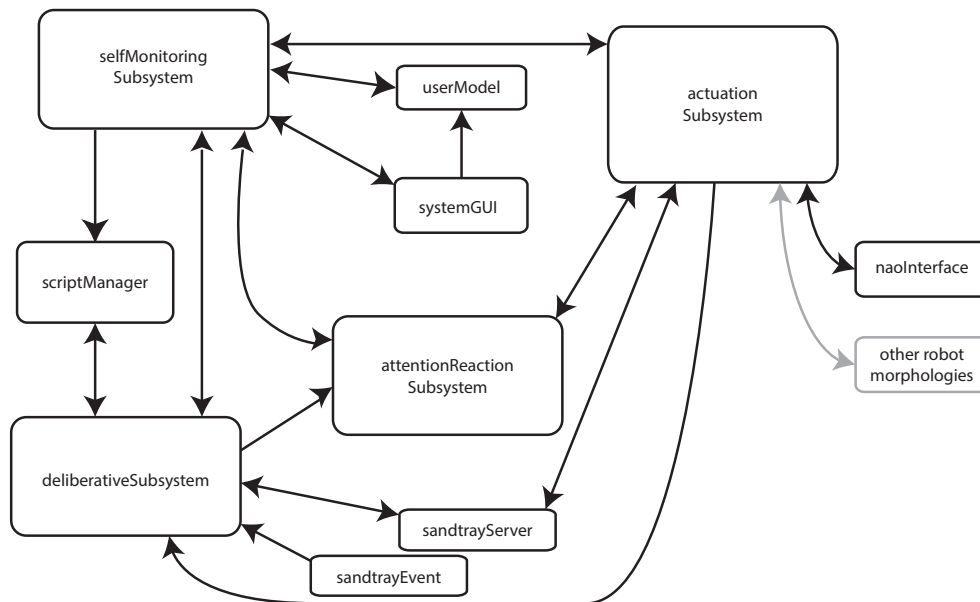 selfMonitoring
Subsystem
userModel
actuation
Subsystem
systemGUI
scriptManager
naoInterface
attentionReaction
Subsystem
other robot
morphologies
deliberativeSubsystem
sandtrayServer
sandtrayEvent